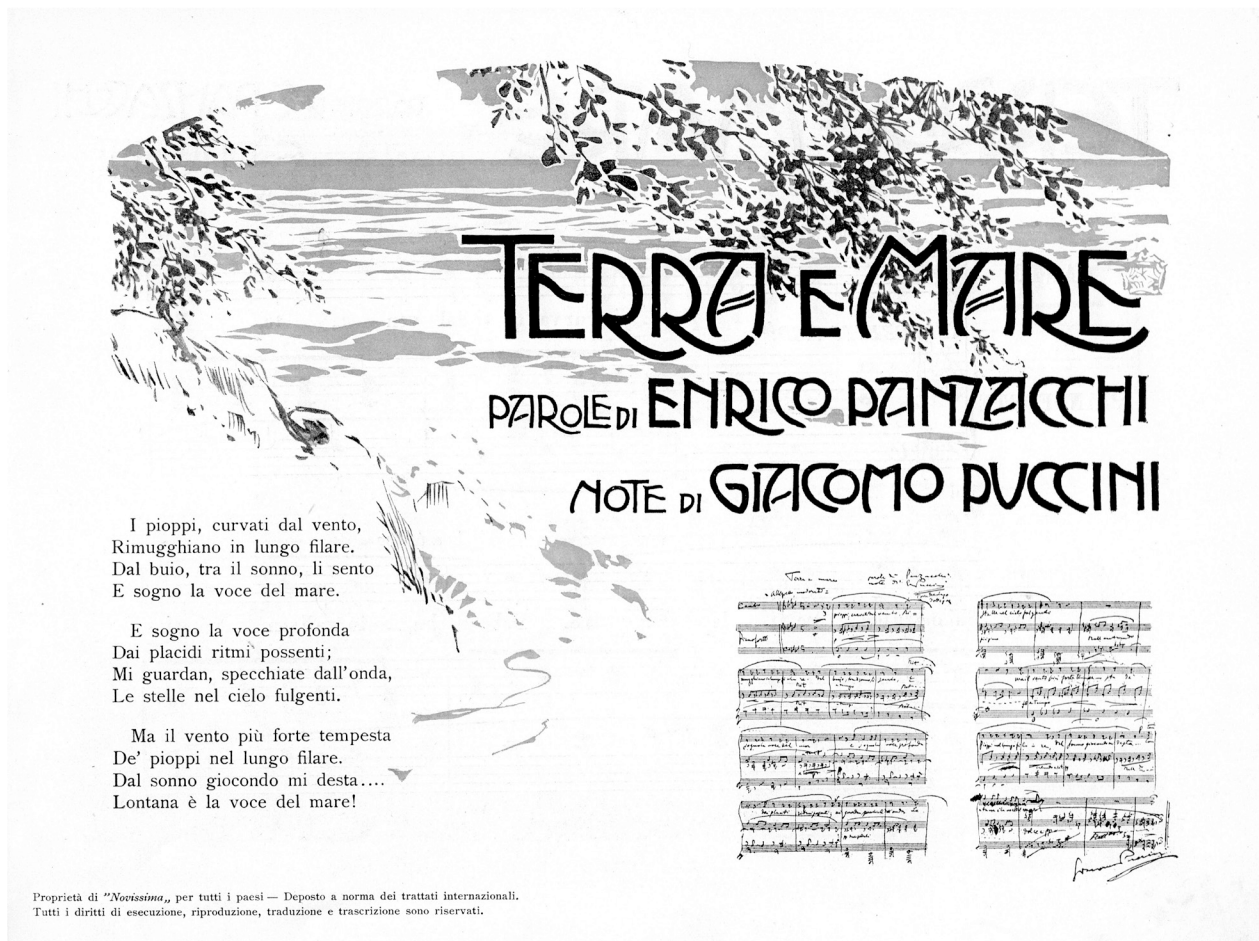 TERRA E MARE
PAROLE DI ENRICO PANZACCHI
NOTE DI GIACOMO PUCCINI
I pioppi, curvati dal vento,
Rimugghiano in lungo filare.
Dal buio, tra il sonno, li sento
E sogno la voce del mare.
E sogno la voce profonda
Dai placidi ritmi possenti;
Mi guardan, specchiate dall'onda,
Le stelle nel cielo fulgenti.
Ma il vento più forte tempesta
De' pioppi nel lungo filare.
Dal sonno giocondo mi desta....
Lontana è la voce del mare!
Terra e mare
Canto
pianoforte
Proprietà di "Novissima„ per tutti i paesi — Deposto a norma dei trattati internazionali.
Tutti i diritti di esecuzione, riproduzione, traduzione e trascrizione sono riservati.